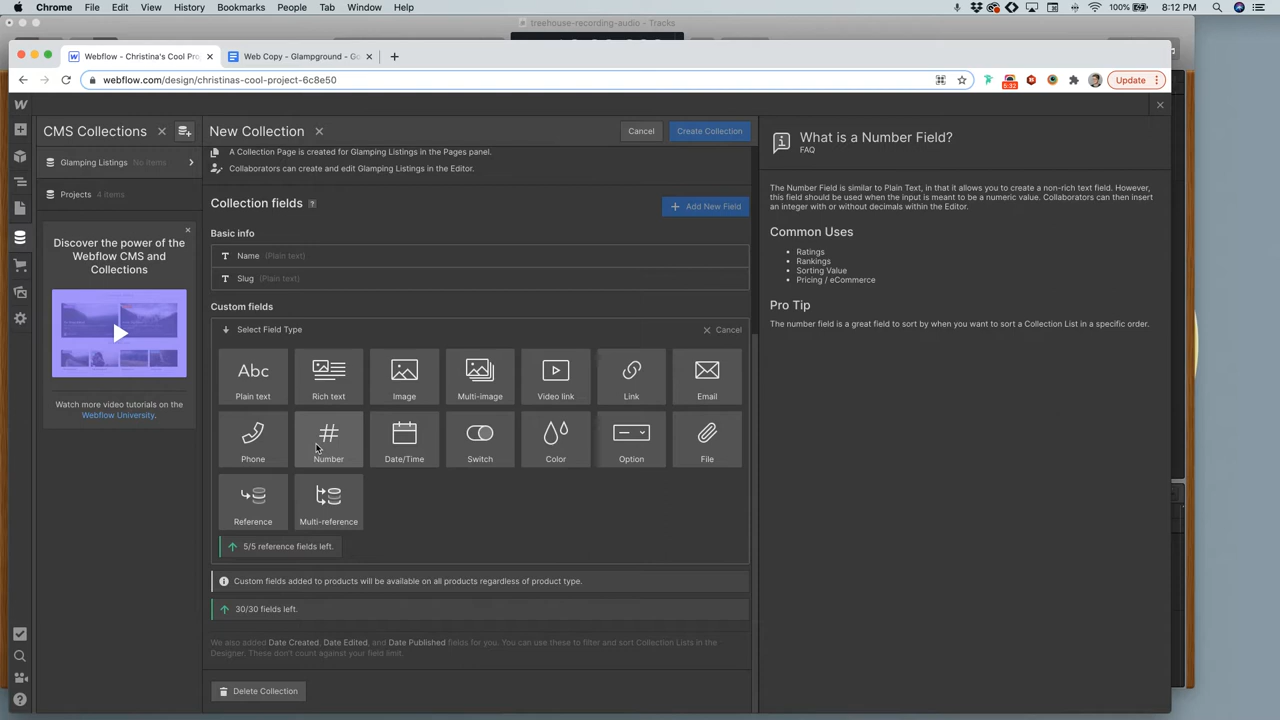 Chrome File Edit View History Bookmarks People Tab Window Help 100% 8:12 PM
treehouse-recording-audio - Tracks
Webflow - Christina's Cool Pro
Web Copy - Glampground - Go
webflow.com/design/christinas-cool-project-6c8e50
5:32
Update
CMS Collections
New Collection
Cancel
Create Collection
Glamping Listings No items
Projects 4 items
Discover the power of the
Webflow CMS and
Collections
Watch more video tutorials on the
Webflow University.
A Collection Page is created for Glamping Listings in the Pages panel.
Collaborators can create and edit Glamping Listings in the Editor.
Collection fields ?
Add New Field
Basic info
Name (Plain text)
Slug (Plain text)
Custom fields
Select Field Type
Cancel
Abc
Plain text
Rich text
Image
Multi-image
Video link
Link
Email
Phone
Number
Date/Time
Switch
Color
Option
File
Reference
Multi-reference
5/5 reference fields left.
Custom fields added to products will be available on all products regardless of product type.
30/30 fields left.
We also added Date Created, Date Edited, and Date Published fields for you. You can use these to filter and sort Collection Lists in the
Designer. These don't count against your field limit.
Delete Collection
What is a Number Field?
FAQ
The Number Field is similar to Plain Text, in that it allows you to create a non-rich text field. However,
this field should be used when the input is meant to be a numeric value. Collaborators can then insert
an integer with or without decimals within the Editor.
Common Uses
Ratings
Rankings
Sorting Value
Pricing / eCommerce
Pro Tip
The number field is a great field to sort by when you want to sort a Collection List in a specific order.